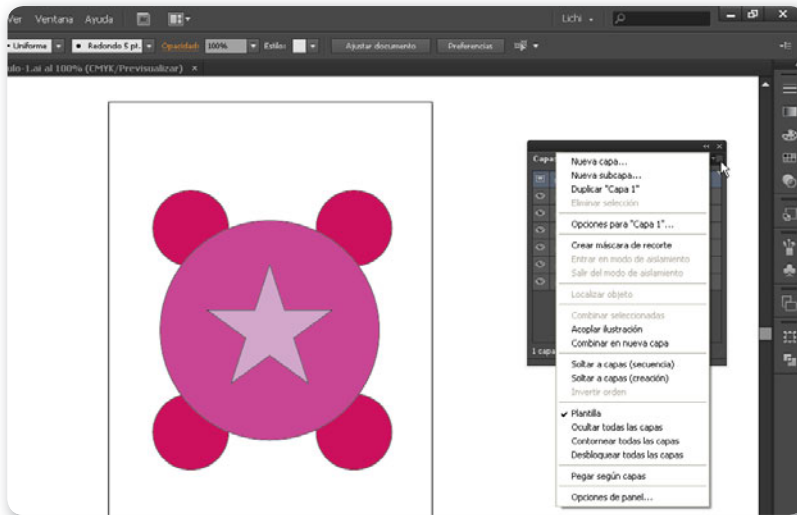 Ver Ventana Ayuda
Lichi
Uniforme
Redondo 5 pt.
Opacidad: 100%
Estilo:
Ajustar documento
Preferencias
ulo-1.ai al 100% (CMYK/Previsualizar) ×
Capas
Nueva capa...
Nueva subcapa...
Duplicar "Capa 1"
Eliminar selección
Opciones para "Capa 1"...
Crear máscara de recorte
Entrar en modo de aislamiento
Salir del modo de aislamiento
Localizar objeto
Combinar seleccionadas
Acoplar ilustración
Combinar en nueva capa
1 capa
Soltar a capas (secuencia)
Soltar a capas (creación)
Invertir orden
Plantilla
Ocultar todas las capas
Contornear todas las capas
Desbloquear todas las capas
Pegar según capas
Opciones de panel...